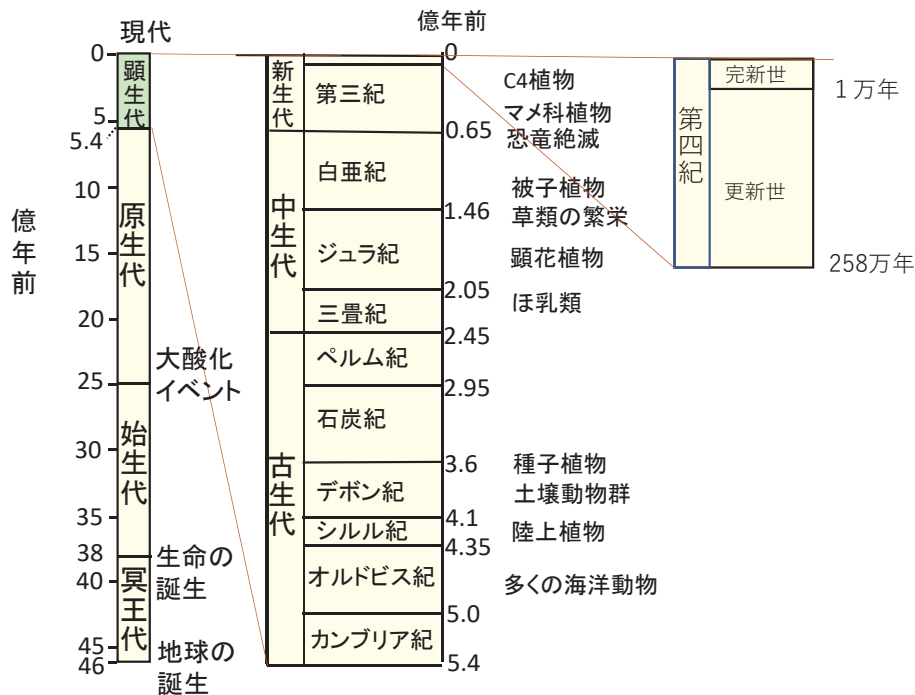 現代
0
顕生代
5
5.4
10
原生代
15
20
25
大酸化
イベント
30
始生代
35
38
生命の
誕生
40
冥王代
45
46
地球の
誕生
億年前
億年前
0
新生代
第三紀
C4植物
マメ科植物
0.65
恐竜絶滅
中生代
白亜紀
被子植物
1.46
草類の繁栄
ジュラ紀
顕花植物
2.05
ほ乳類
三畳紀
2.45
古生代
ペルム紀
2.95
石炭紀
3.6
種子植物
デボン紀
土壌動物群
4.1
シルル紀
陸上植物
4.35
オルドビス紀
多くの海洋動物
5.0
カンブリア紀
5.4
第四紀
完新世
1万年
更新世
258万年